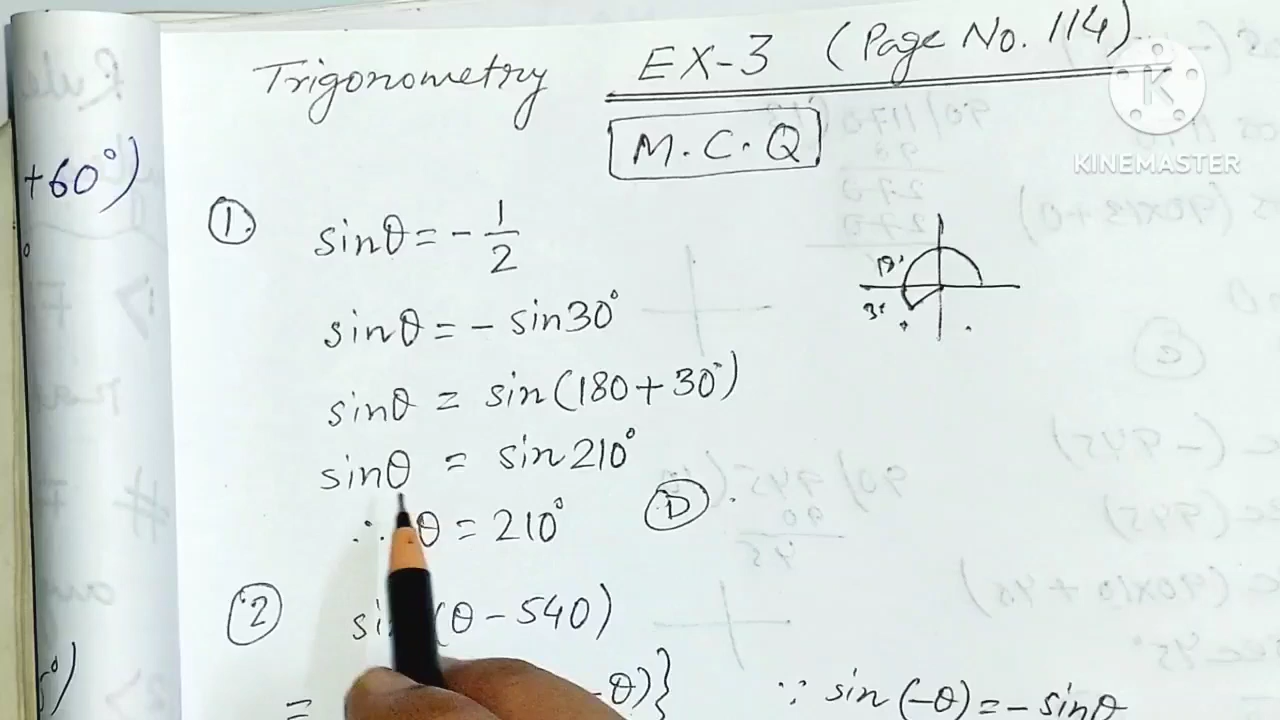 Trigonometry EX-3 (Page No. 114)
M.C.Q
KINEMASTER
+60°)
1. sinθ = - 1/2
sinθ = - sin30°
sinθ = sin(180+30°)
sinθ = sin210°
∴ θ = 210° D.
2 (θ-540)
= -θ)} ∵ sin(-θ) = - sinθ